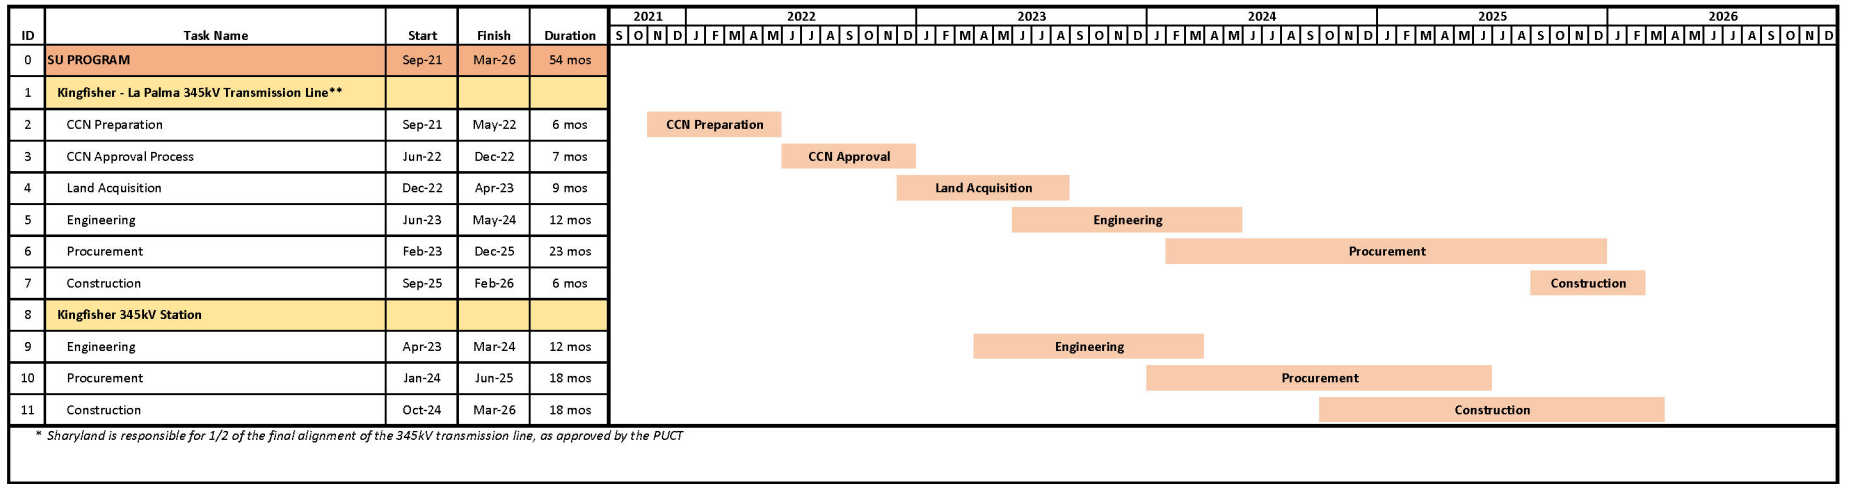 2021 2022 2023 2024 2025 2026
ID Task Name Start Finish Duration S O N D J F M A M J J A S O N D J F M A M J J A S O N D J F M A M J J A S O N D J F M A M J J A S O N D J F M A M J J A S O N D
0 SU PROGRAM Sep-21 Mar-26 54 mos
1 Kingfisher - La Palma 345kV Transmission Line**
2 CCN Preparation Sep-21 May-22 6 mos CCN Preparation
3 CCN Approval Process Jun-22 Dec-22 7 mos CCN Approval
4 Land Acquisition Dec-22 Apr-23 9 mos Land Acquisition
5 Engineering Jun-23 May-24 12 mos Engineering
6 Procurement Feb-23 Dec-25 23 mos Procurement
7 Construction Sep-25 Feb-26 6 mos Construction
8 Kingfisher 345kV Station
9 Engineering Apr-23 Mar-24 12 mos Engineering
10 Procurement Jan-24 Jun-25 18 mos Procurement
11 Construction Oct-24 Mar-26 18 mos Construction
* Sharyland is responsible for 1/2 of the final alignment of the 345kV transmission line, as approved by the PUCT